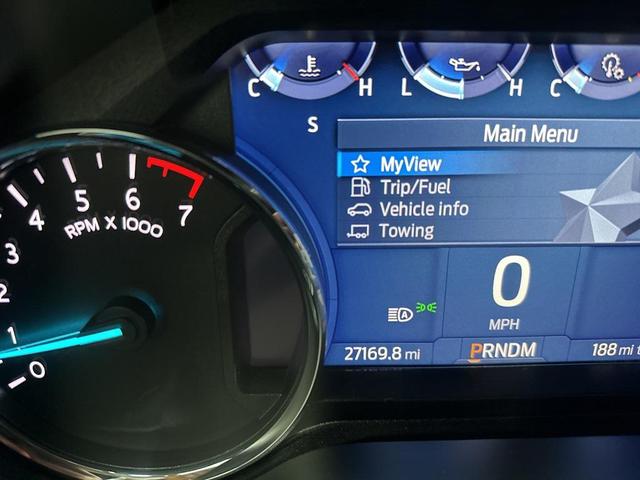 C H
L H
C
S
Main Menu
MyView
Trip/Fuel
Vehicle info
Towing
0
MPH
A
27169.8 mi
PRNDM
188 mi t
0
1
2
3
4
5
6
7
RPM X 1000